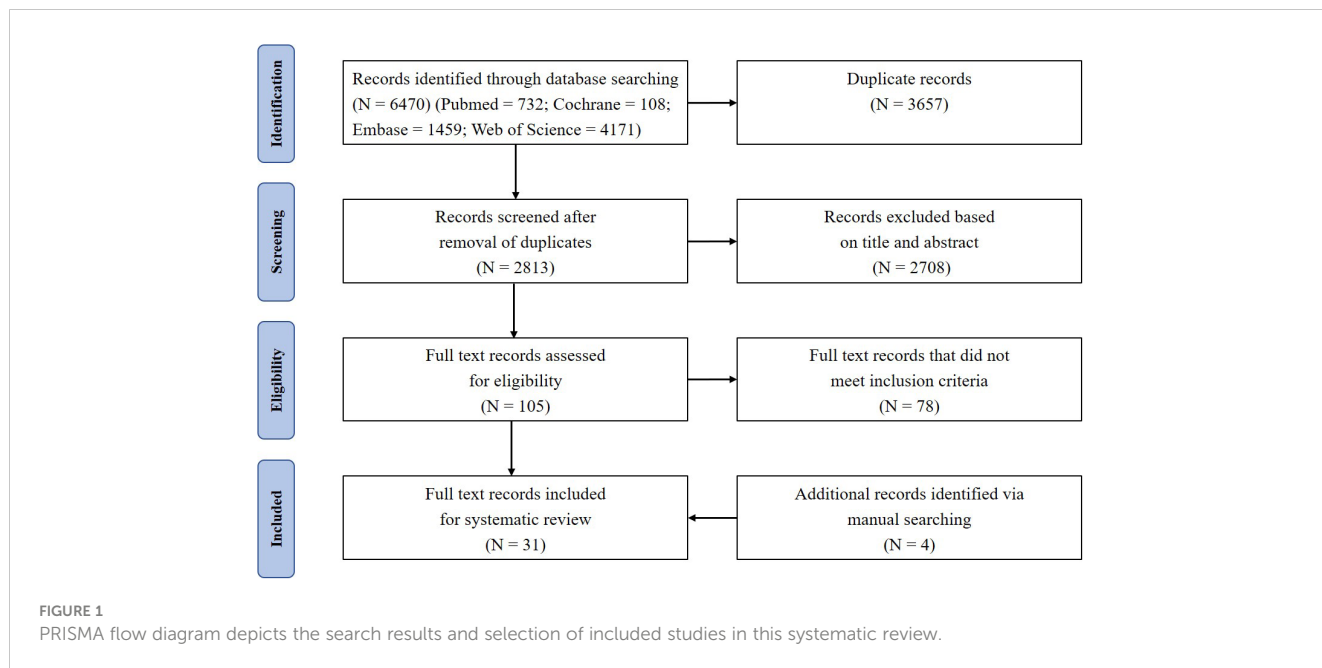 Identification
Records identified through database searching
(N = 6470) (Pubmed = 732; Cochrane = 108;
Embase = 1459; Web of Science = 4171)
Duplicate records
(N = 3657)
Screening
Records screened after
removal of duplicates
(N = 2813)
Records excluded based
on title and abstract
(N = 2708)
Eligibility
Full text records assessed
for eligibility
(N = 105)
Full text records that did not
meet inclusion criteria
(N = 78)
Included
Full text records included
for systematic review
(N = 31)
Additional records identified via
manual searching
(N = 4)
FIGURE 1
PRISMA flow diagram depicts the search results and selection of included studies in this systematic review.